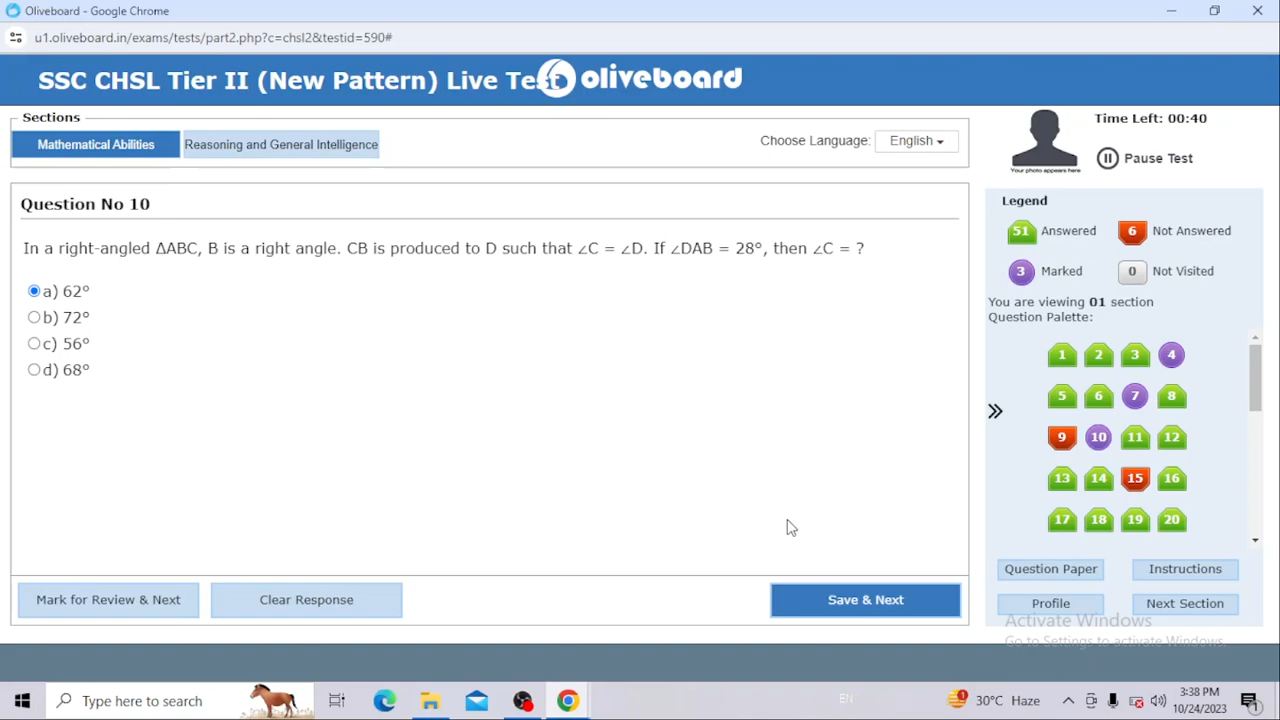 Oliveboard - Google Chrome
u1.oliveboard.in/exams/tests/part2.php?c=chsl2&testid=590#
SSC CHSL Tier II (New Pattern) Live Test
oliveboard
Sections
Mathematical Abilities
Reasoning and General Intelligence
Choose Language:
English
Time Left: 00:40
Your photo appears here
Pause Test
Question No 10
In a right-angled ΔABC, B is a right angle. CB is produced to D such that ∠C = ∠D. If ∠DAB = 28°, then ∠C = ?
a) 62°
b) 72°
c) 56°
d) 68°
Mark for Review & Next
Clear Response
Save & Next
Legend
51 Answered
6 Not Answered
3 Marked
0 Not Visited
You are viewing 01 section
Question Palette:
1 2 3 4
5 6 7 8
9 10 11 12
13 14 15 16
17 18 19 20
Question Paper
Instructions
Profile
Next Section
Activate Windows
Go to Settings to activate Windows.
Type here to search
EN
1
30°C Haze
3:38 PM
10/24/2023
1